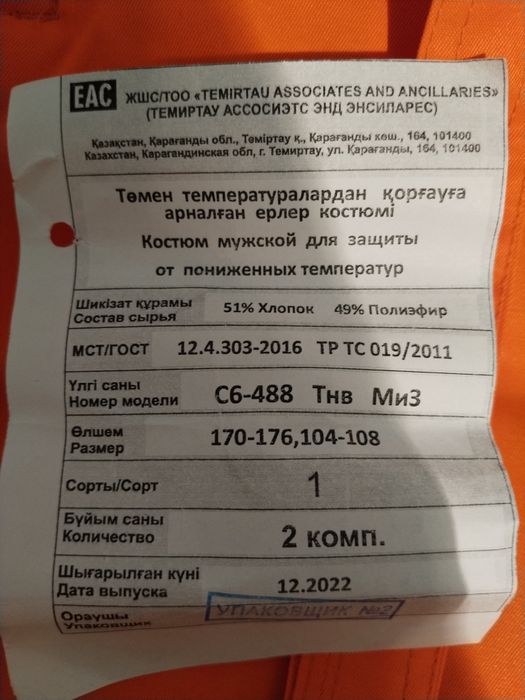 EAC
ЖШС/ТОО «TEMIRTAU ASSOCIATES AND ANCILLARIES»
(ТЕМИРТАУ АССОСИЭТС ЭНД ЭНСИЛАРЕС)
Қазақстан, Қарағанды обл., Теміртау қ., Қарағанды көш., 164, 101400
Казахстан, Карагандинская обл, г. Темиртау, ул. Караганды, 164, 101400
Төмен температуралардан қорғауға
арналған ерлер костюмі
Костюм мужской для защиты
от пониженных температур
Шикізат құрамы
Состав сырья
51% Хлопок 49% Полиэфир
МСТ/ГОСТ 12.4.303-2016 ТР ТС 019/2011
Үлгі саны
Номер модели
С6-488 Тнв Ми3
Өлшем
Размер
170-176,104-108
Сорты/Сорт 1
Бұйым саны
Количество
2 комп.
Шығарылған күні
Дата выпуска
12.2022
Ораушы
Упаковщик
УПАКОВЩИК №2